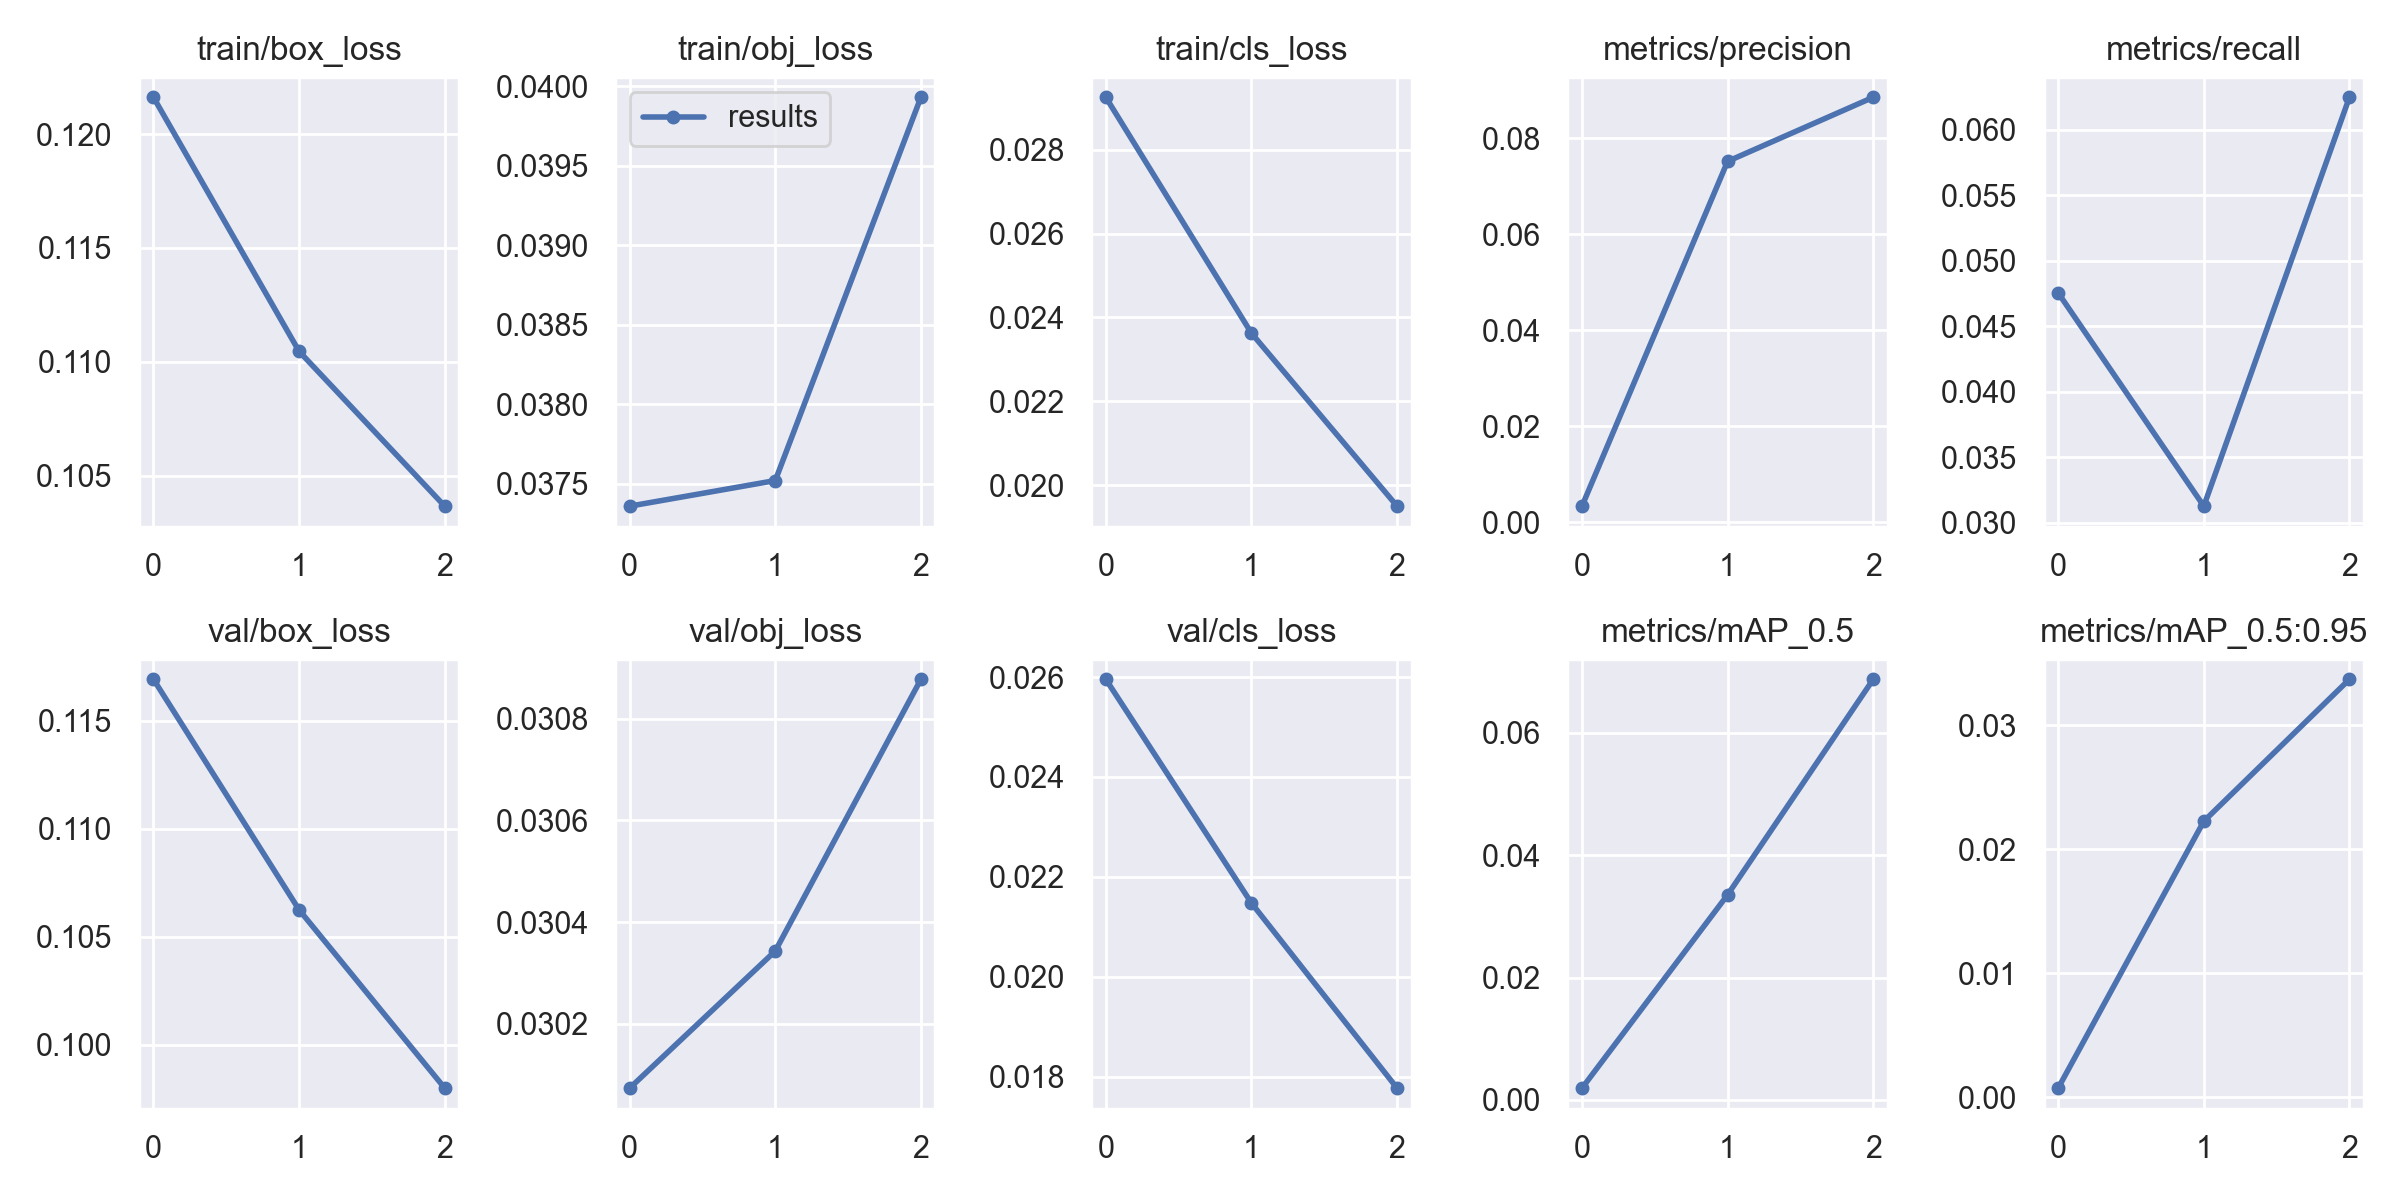 train/box_loss
0.120
0.115
0.110
0.105
0 1 2
train/obj_loss
results
0.0400
0.0395
0.0390
0.0385
0.0380
0.0375
0 1 2
train/cls_loss
0.028
0.026
0.024
0.022
0.020
0 1 2
metrics/precision
0.08
0.06
0.04
0.02
0.00
0 1 2
metrics/recall
0.060
0.055
0.050
0.045
0.040
0.035
0.030
0 1 2
val/box_loss
0.115
0.110
0.105
0.100
0 1 2
val/obj_loss
0.0308
0.0306
0.0304
0.0302
0 1 2
val/cls_loss
0.026
0.024
0.022
0.020
0.018
0 1 2
metrics/mAP_0.5
0.06
0.04
0.02
0.00
0 1 2
metrics/mAP_0.5:0.95
0.03
0.02
0.01
0.00
0 1 2